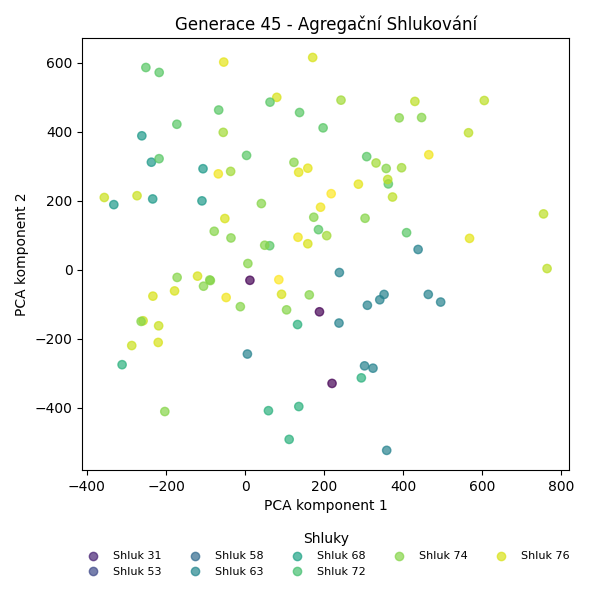 Generace 45 - Agregační Shlukování
PCA komponent 2
600
400
200
0
−200
−400
−400
−200
0
200
400
600
800
PCA komponent 1
Shluky
Shluk 31
Shluk 58
Shluk 68
Shluk 74
Shluk 76
Shluk 53
Shluk 63
Shluk 72